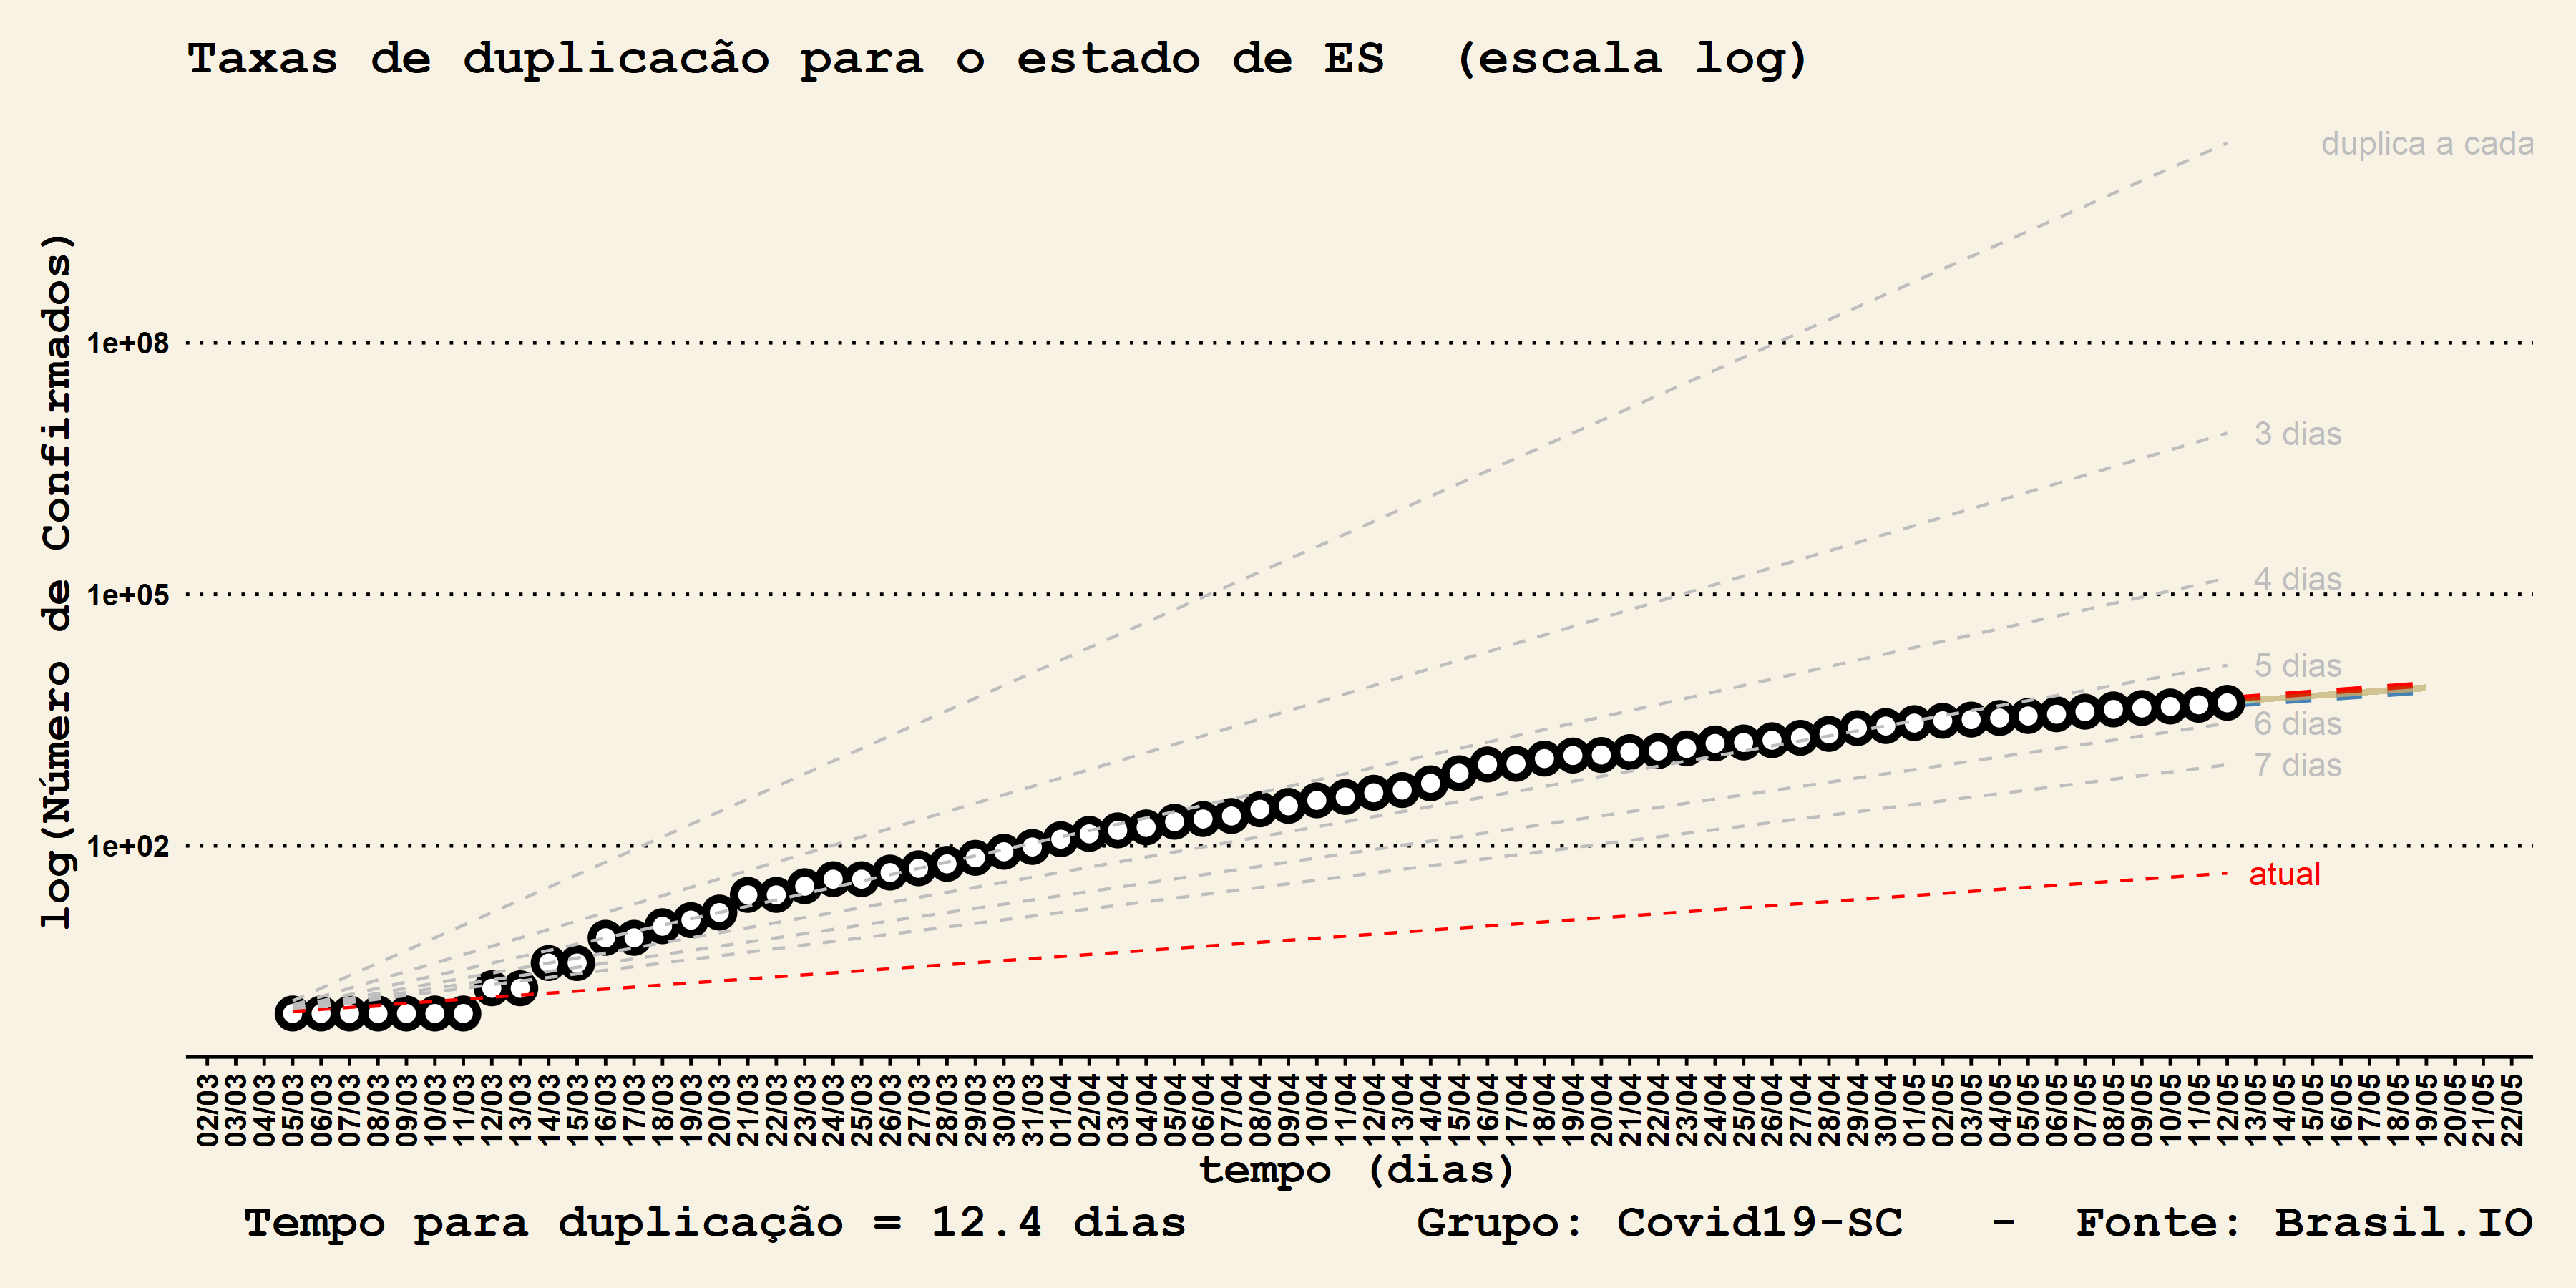 Taxas de duplicacão para o estado de ES  (escala log)
duplica a cada
log(Número de Confirmados)
1e+08
3 dias
4 dias
1e+05
5 dias
6 dias
7 dias
1e+02
atual
02/03 03/03 04/03 05/03 06/03 07/03 08/03 09/03 10/03 11/03 12/03 13/03 14/03 15/03 16/03 17/03 18/03 19/03 20/03 21/03 22/03 23/03 24/03 25/03 26/03 27/03 28/03 29/03 30/03 31/03 01/04 02/04 03/04 04/04 05/04 06/04 07/04 08/04 09/04 10/04 11/04 12/04 13/04 14/04 15/04 16/04 17/04 18/04 19/04 20/04 21/04 22/04 23/04 24/04 25/04 26/04 27/04 28/04 29/04 30/04 01/05 02/05 03/05 04/05 05/05 06/05 07/05 08/05 09/05 10/05 11/05 12/05 13/05 14/05 15/05 16/05 17/05 18/05 19/05 20/05 21/05 22/05
tempo (dias)
Tempo para duplicação = 12.4 dias Grupo: Covid19-SC - Fonte: Brasil.IO